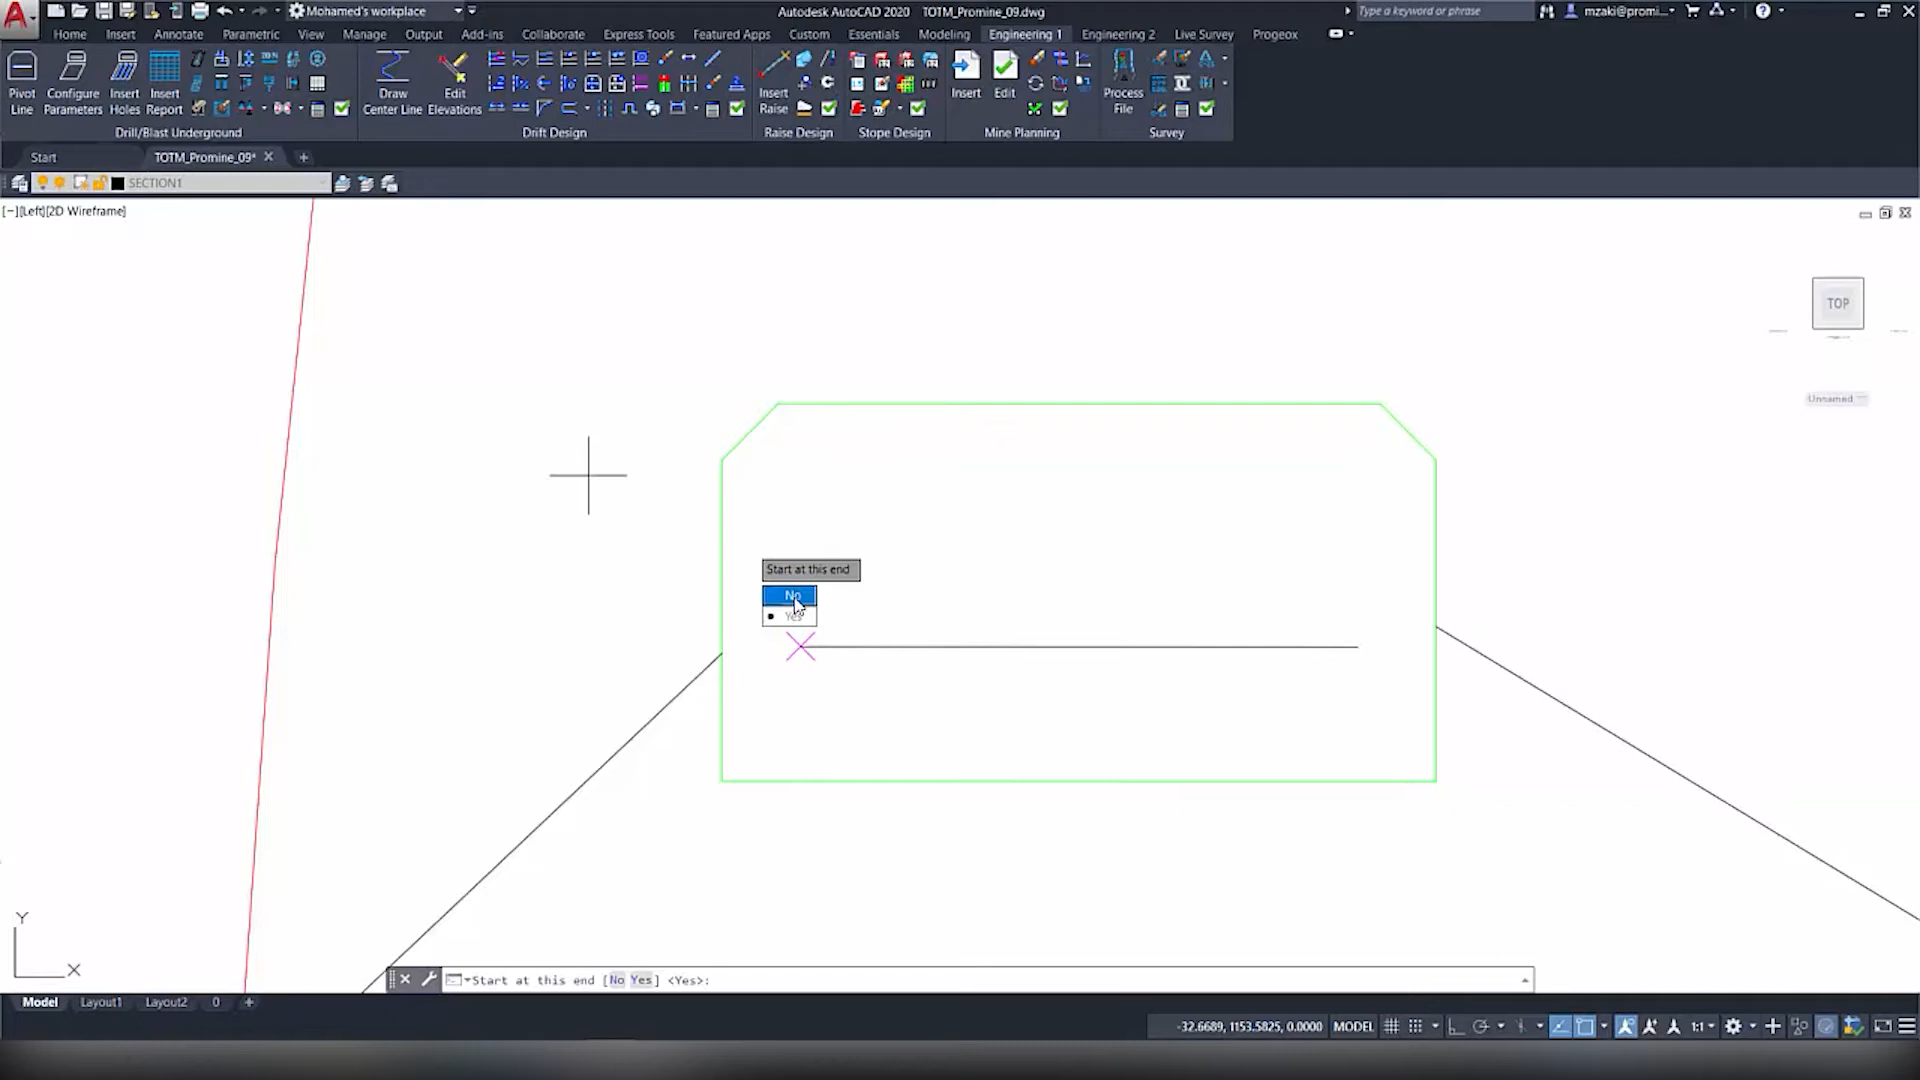 Mohamed's workplace
Autodesk AutoCAD 2020 TOTM_Promine_09.dwg
Type a keyword or phrase
mzaki@promi...
Home Insert Annotate Parametric View Manage Output Add-ins Collaborate Express Tools Featured Apps Custom Essentials Modeling Engineering 1 Engineering 2 Live Survey Progeox
Pivot Line
Configure Parameters
Insert Holes
Insert Report
Draw Center Line
Edit Elevations
Insert Raise
Insert
Edit
Process File
Drill/Blast Underground
Drift Design
Raise Design
Stope Design
Mine Planning
Survey
Start
TOTM_Promine_09*
SECTION1
[−][Left][2D Wireframe]
TOP
Unnamed
Start at this end
No
Yes
Y
X
Start at this end [No Yes] <Yes>:
Model Layout1 Layout2 0
-32.6689, 1153.5825, 0.0000 MODEL
1:1